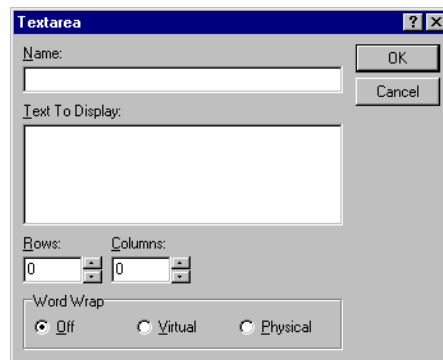 Textarea
Name:
OK
Cancel
Text To Display:
Rows: Columns:
0 0
Word Wrap
Off Virtual Physical